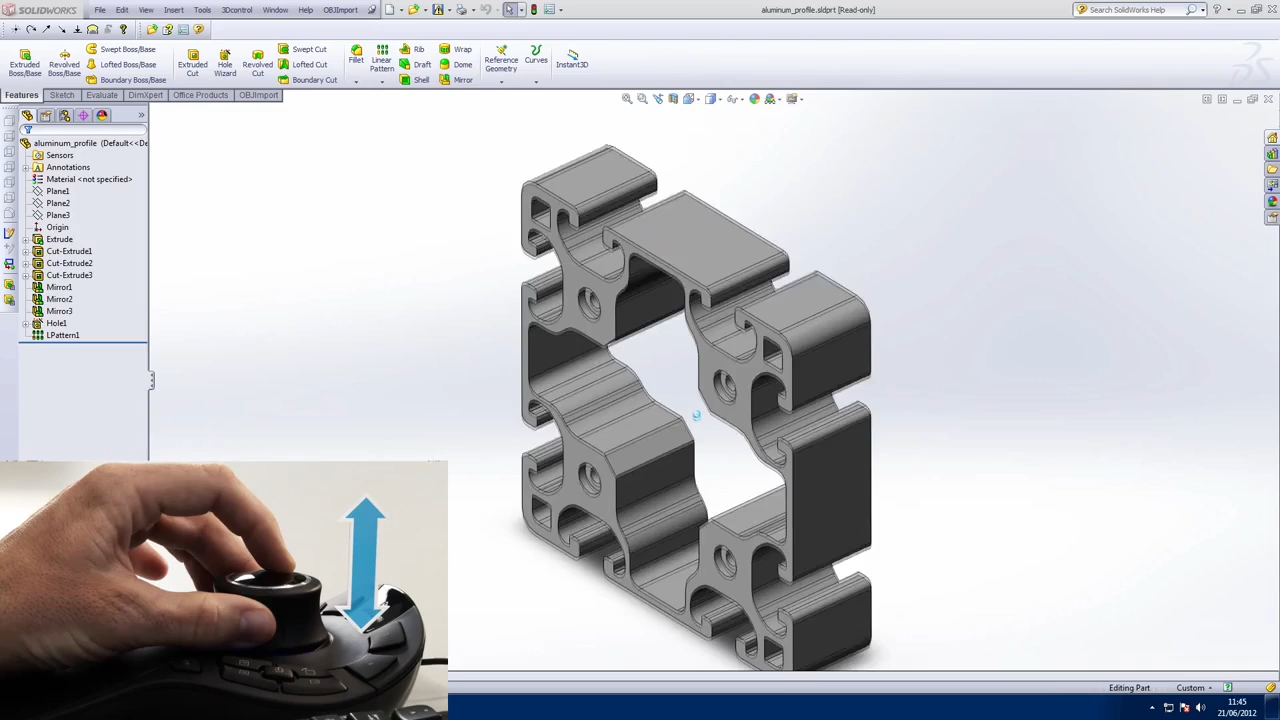 SOLIDWORKS File Edit View Insert Tools 3Dcontrol Window Help OBJImport aluminum_profile.sldprt [Read-only] Search SolidWorks Help
Extruded Boss/Base
Revolved Boss/Base
Swept Boss/Base
Lofted Boss/Base
Boundary Boss/Base
Extruded Cut
Hole Wizard
Revolved Cut
Swept Cut
Lofted Cut
Boundary Cut
Fillet
Linear Pattern
Rib
Draft
Shell
Wrap
Dome
Mirror
Reference Geometry
Curves
Instant3D
Features Sketch Evaluate DimXpert Office Products OBJImport
aluminum_profile (Default<<De
Sensors
Annotations
Material <not specified>
Plane1
Plane2
Plane3
Origin
Extrude
Cut-Extrude1
Cut-Extrude2
Cut-Extrude3
Mirror1
Mirror2
Mirror3
Hole1
LPattern1
Editing Part Custom
11:45
21/06/2012